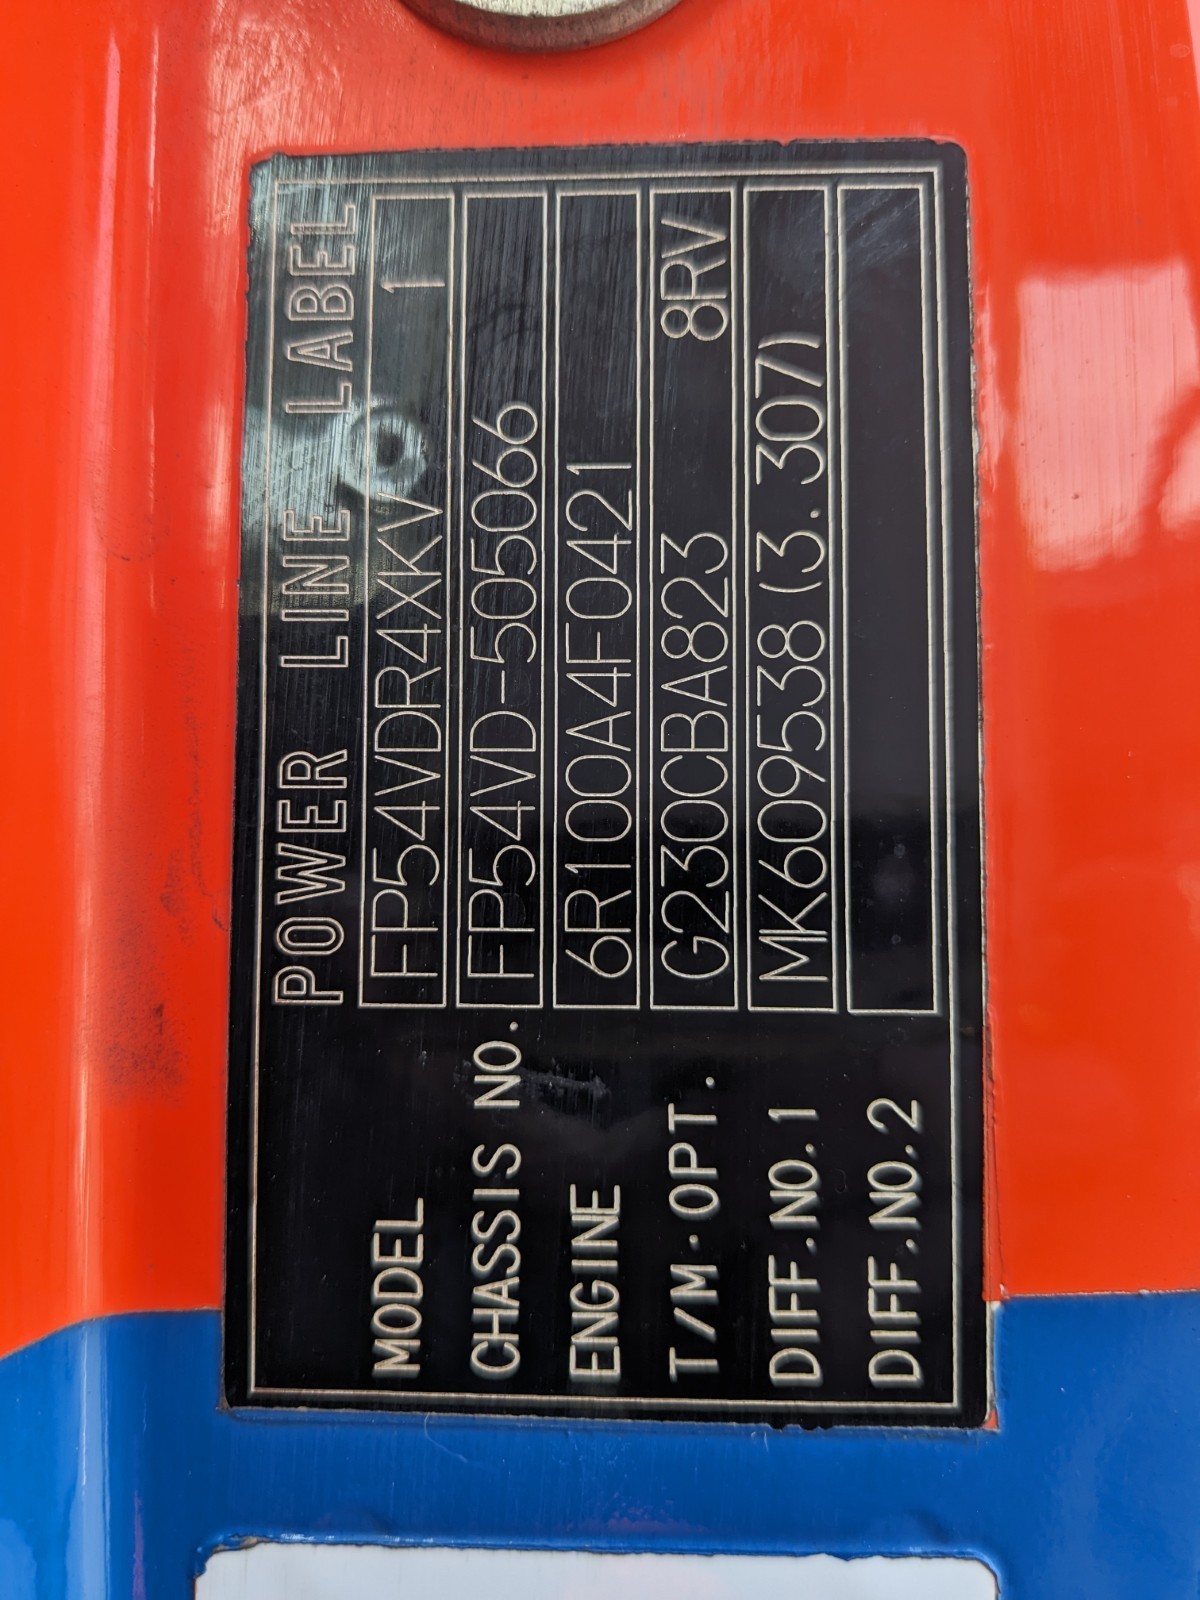 POWER LINE LABEL
MODEL FP54VDR4XKV 1
CHASSIS NO. FP54VD-505066
ENGINE 6R100A4F0421
T/M·OPT. G230CBA823 8RV
DIFF.NO.1 MK609538(3.307)
DIFF.NO.2